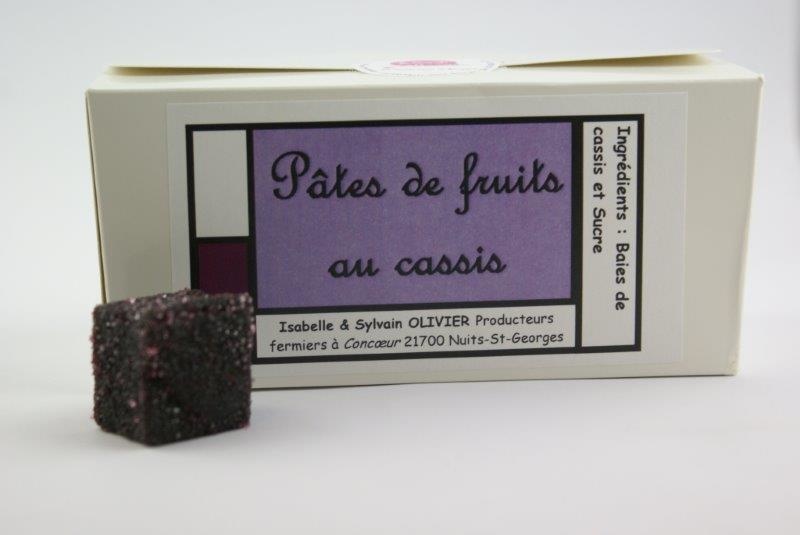 Pâtes de fruits
au cassis
Isabelle & Sylvain OLIVIER Producteurs
fermiers à Concœur 21700 Nuits-St-Georges
Ingrédients : Baies de
cassis et Sucre